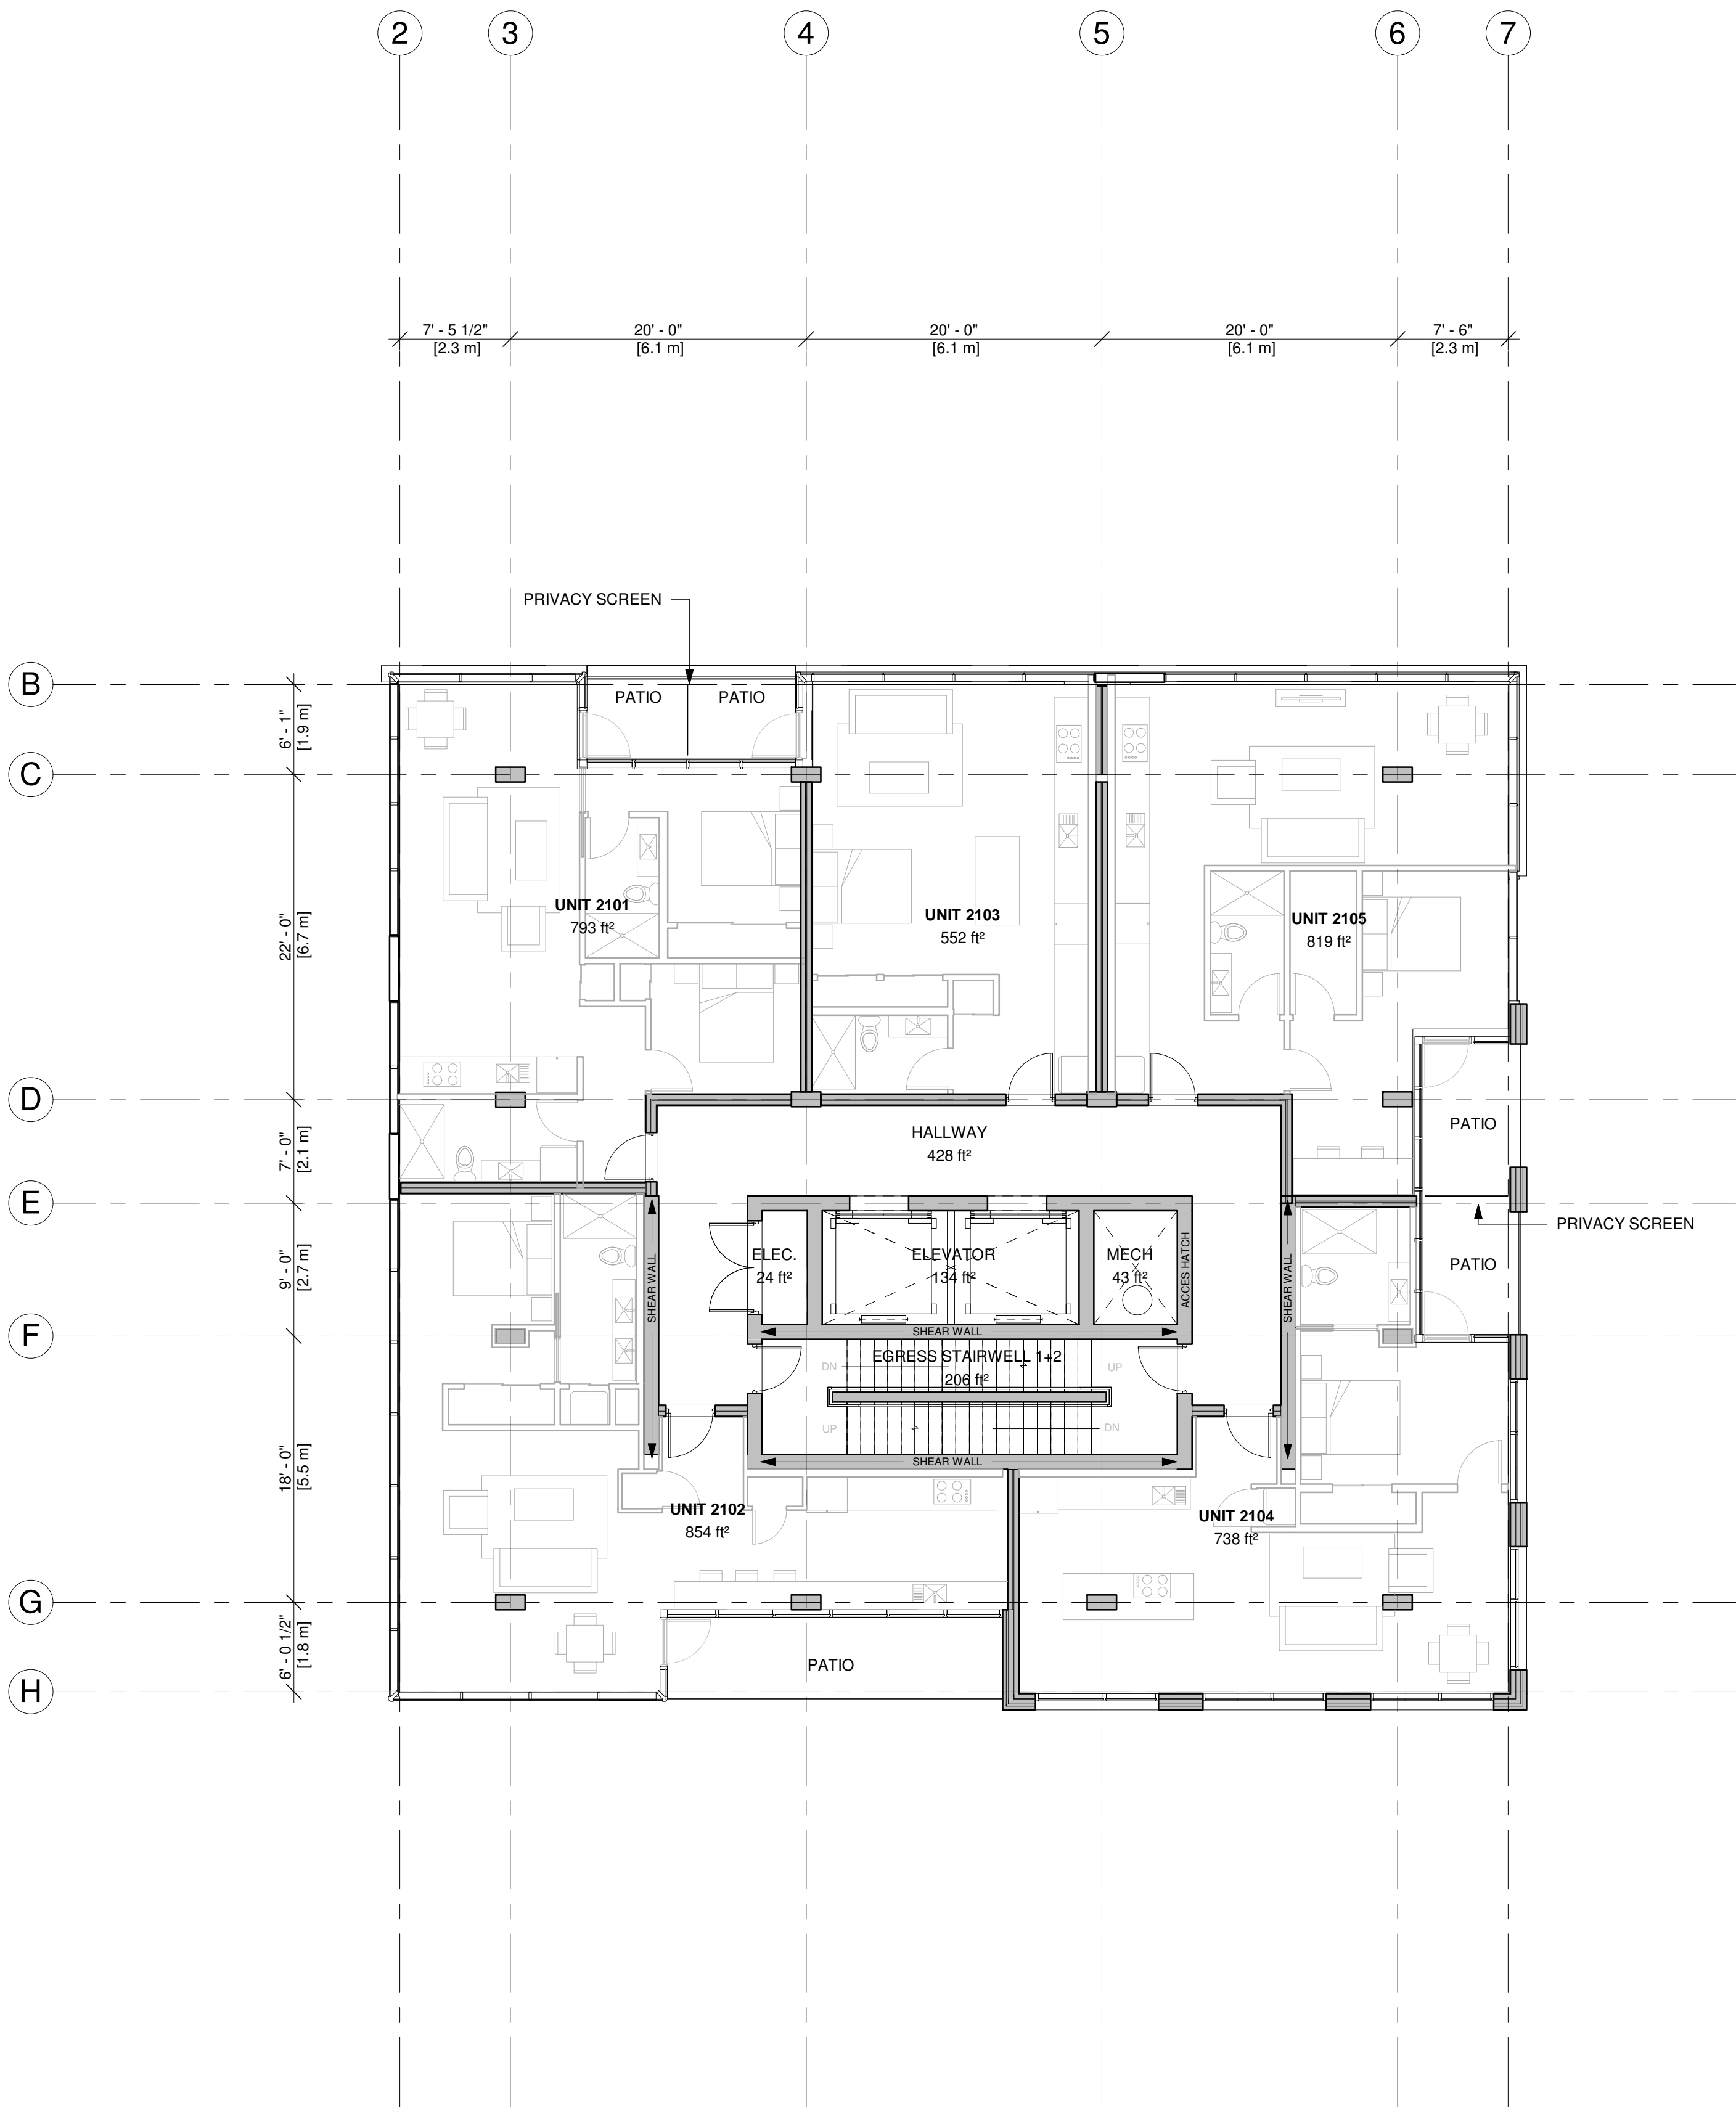 2 3 4 5 6 7
7' - 5 1/2" 20' - 0" 20' - 0" 20' - 0" 7' - 6"
[2.3 m] [6.1 m] [6.1 m] [6.1 m] [2.3 m]
PRIVACY SCREEN
B
PATIO PATIO
6' - 1"
[1.9 m]
C
22' - 0"
[6.7 m]
UNIT 2101
793 ft²
UNIT 2103
552 ft²
UNIT 2105
819 ft²
D
7' - 0"
[2.1 m]
HALLWAY
428 ft²
PATIO
E
PRIVACY SCREEN
9' - 0"
[2.7 m]
SHEAR WALL
ELEC.
24 ft²
ELEVATOR
134 ft²
MECH
43 ft²
ACCES HATCH
SHEAR WALL
PATIO
F
SHEAR WALL
EGRESS STAIRWELL 1+2
206 ft²
DN UP
UP DN
SHEAR WALL
18' - 0"
[5.5 m]
UNIT 2102
854 ft²
UNIT 2104
738 ft²
G
6' - 0 1/2"
[1.8 m]
PATIO
H